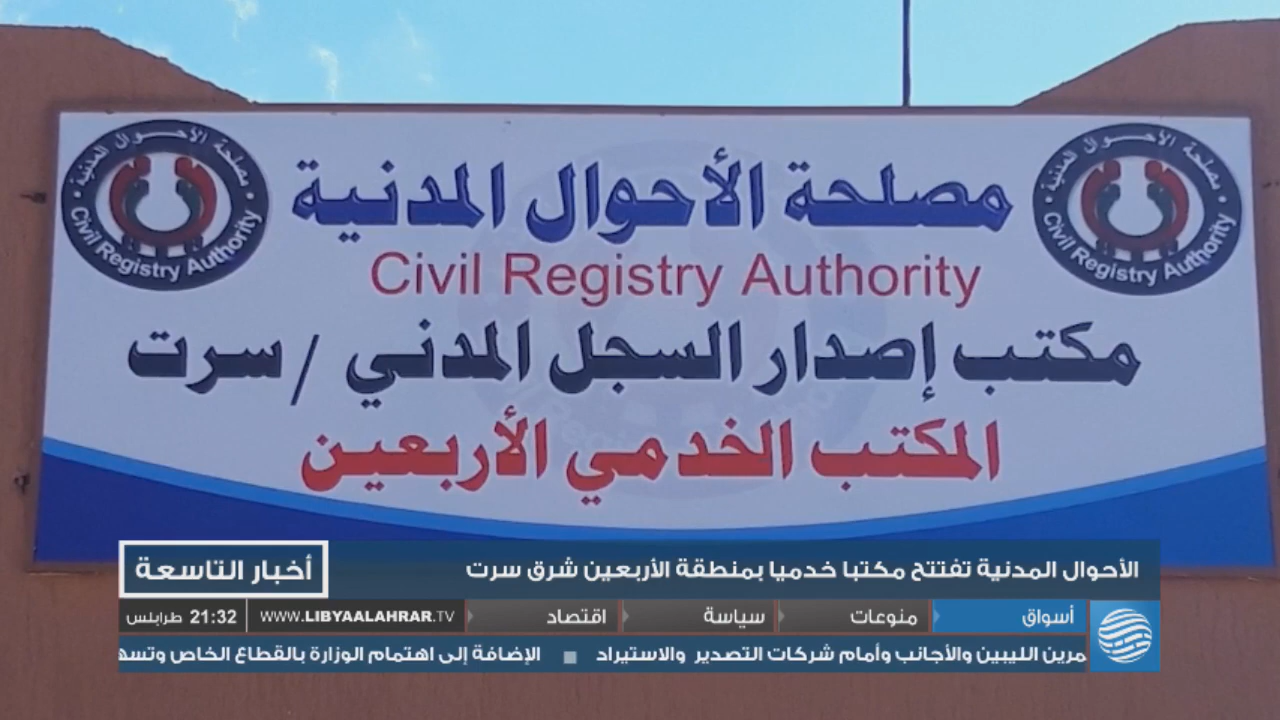 مصلحة الأحوال المدنية
Civil Registry Authority
مصلحة الأحوال المدنية
Civil Registry Authority
مصلحة الأحوال المدنية
Civil Registry Authority
مكتب إصدار السجل المدني / سرت
المكتب الخدمي الأربعين
الأحوال المدنية تفتتح مكتبا خدميا بمنطقة الأربعين شرق سرت
أخبار التاسعة
أسواق منوعات سياسة اقتصاد WWW.LIBYAALAHRAR.TV 21:32 طرابلس
الليبين والأجانب وأمام شركات التصدير والاستيراد ■ الإضافة إلى اهتمام الوزارة بالقطاع الخاص